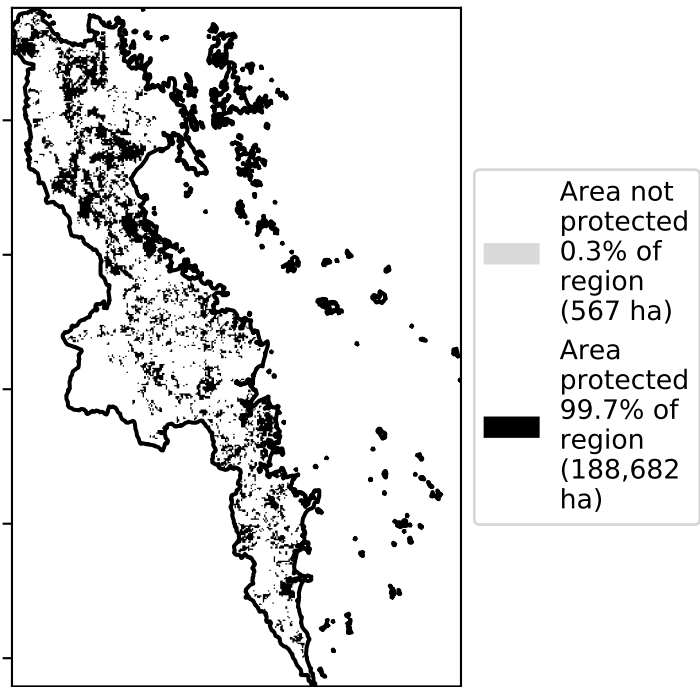 Area not
protected
0.3% of
region
(567 ha)
Area
protected
99.7% of
region
(188,682
ha)